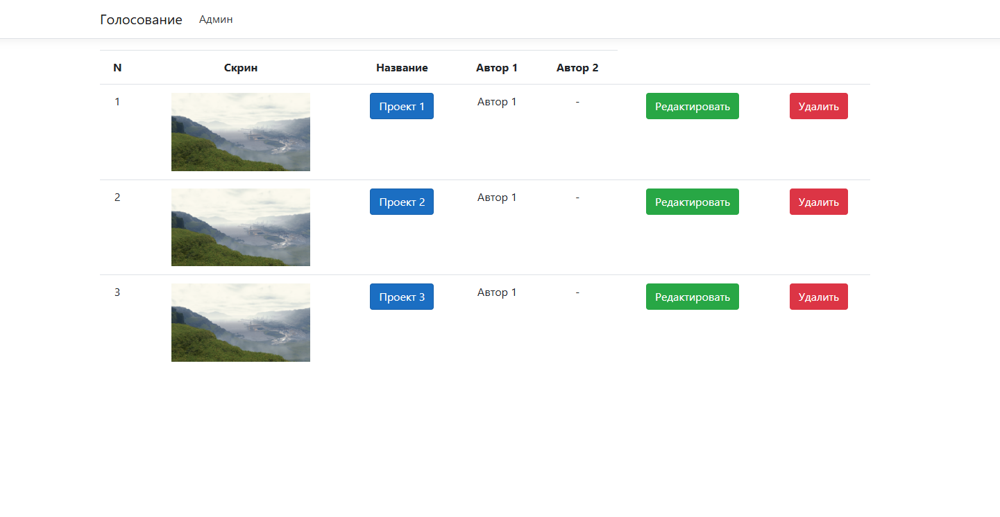 Голосование Админ
N Скрин Название Автор 1 Автор 2
1 Проект 1 Автор 1 - Редактировать Удалить
2 Проект 2 Автор 1 - Редактировать Удалить
3 Проект 3 Автор 1 - Редактировать Удалить